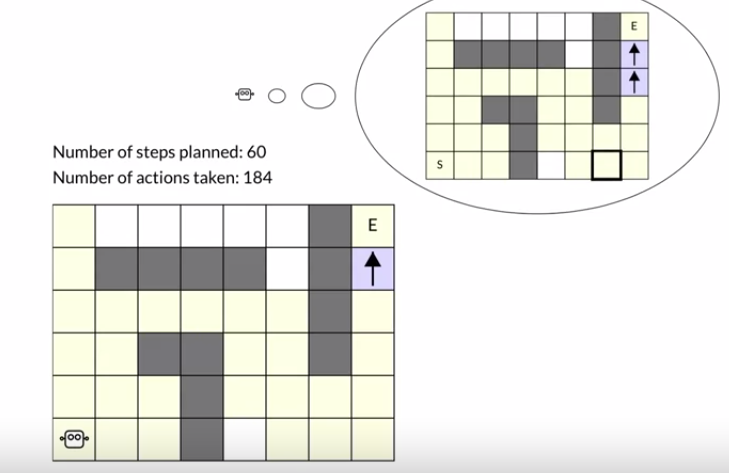 E
Number of steps planned: 60
S
Number of actions taken: 184
E